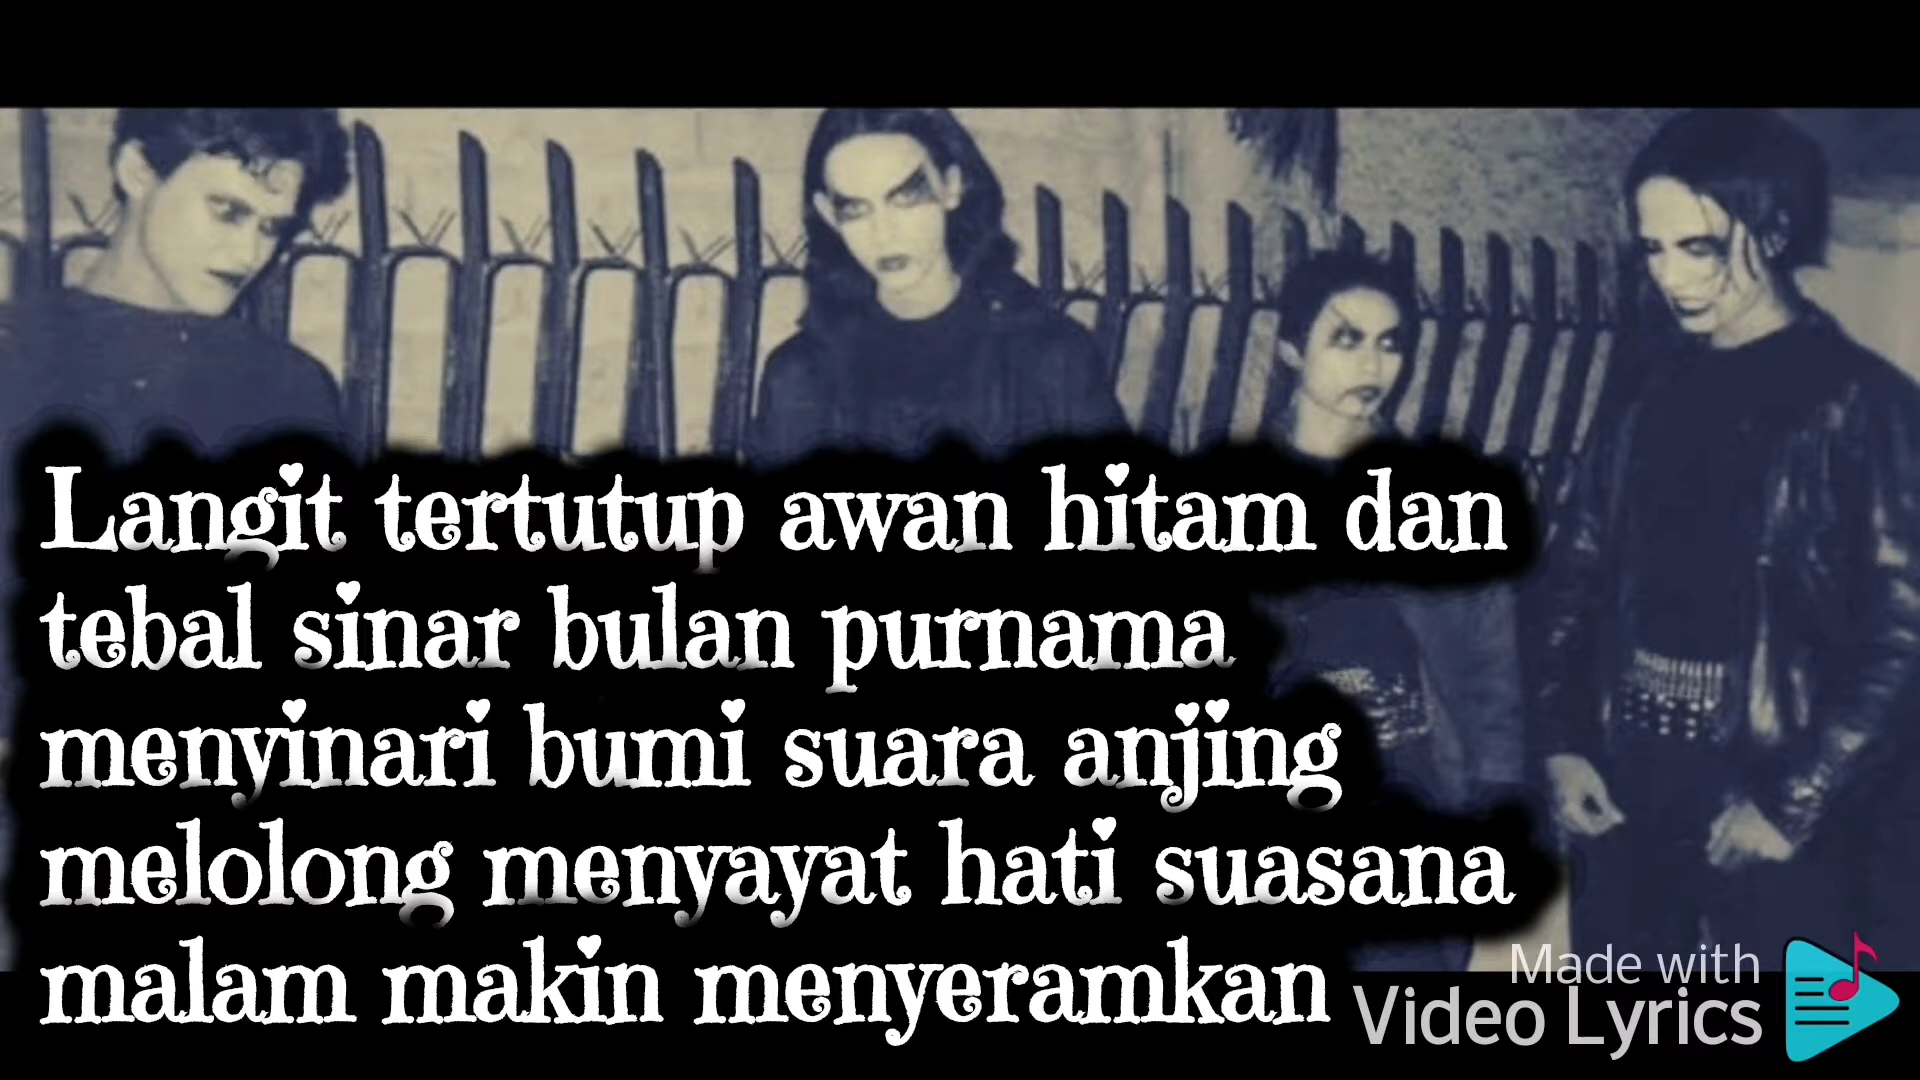 Langit tertutup awan hitam dan
tebal sinar bulan purnama
menyinari bumi suara anjing
melolong menyayat hati suasana
malam makin menyeramkan
Made with
Video Lyrics